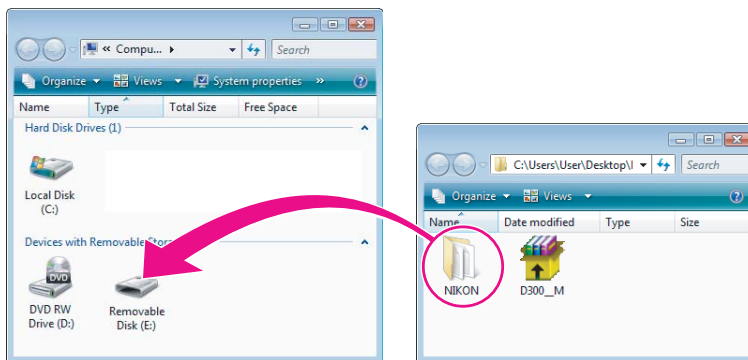 « Compu...
Search
Organize Views System properties »
Name Type Total Size Free Space
Hard Disk Drives (1)
Local Disk
(C:)
Devices with Removable Stor
DVD
DVD RW
Drive (D:)
Removable
Disk (E:)
C:\Users\User\Desktop\
Search
Organize Views
Name Date modified Type Size
NIKON
D300__M